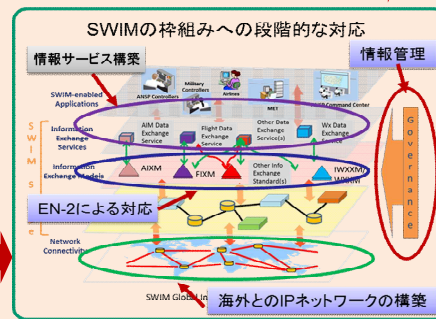 SWIMの枠組みへの段階的な対応
情報サービス構築
情報管理
ANSP Controllers
Military Controllers
Airlines
MET
Command Center
SWIM-enabled Applications
Information Exchange Services
AIM Data Exchange Service
Flight Data Service
Other Data Exchange Service(s)
Wx Data Exchange Service
Information Exchange Models
AIXM
FIXM
Other Info Exchange Standard(s)
IWXXM
EN-2による対応
Governance
Network Connectivity
SWIM Global
海外とのIPネットワークの構築